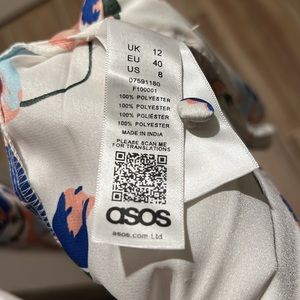 UK 12
EU 40
US 8
07591180
F100001
100% POLYESTER
100% POLYESTER
100% POLIÉSTER
100% POLYESTER
MADE IN INDIA
PLEASE SCAN ME
FOR TRANSLATIONS
asos
asos.com Ltd.